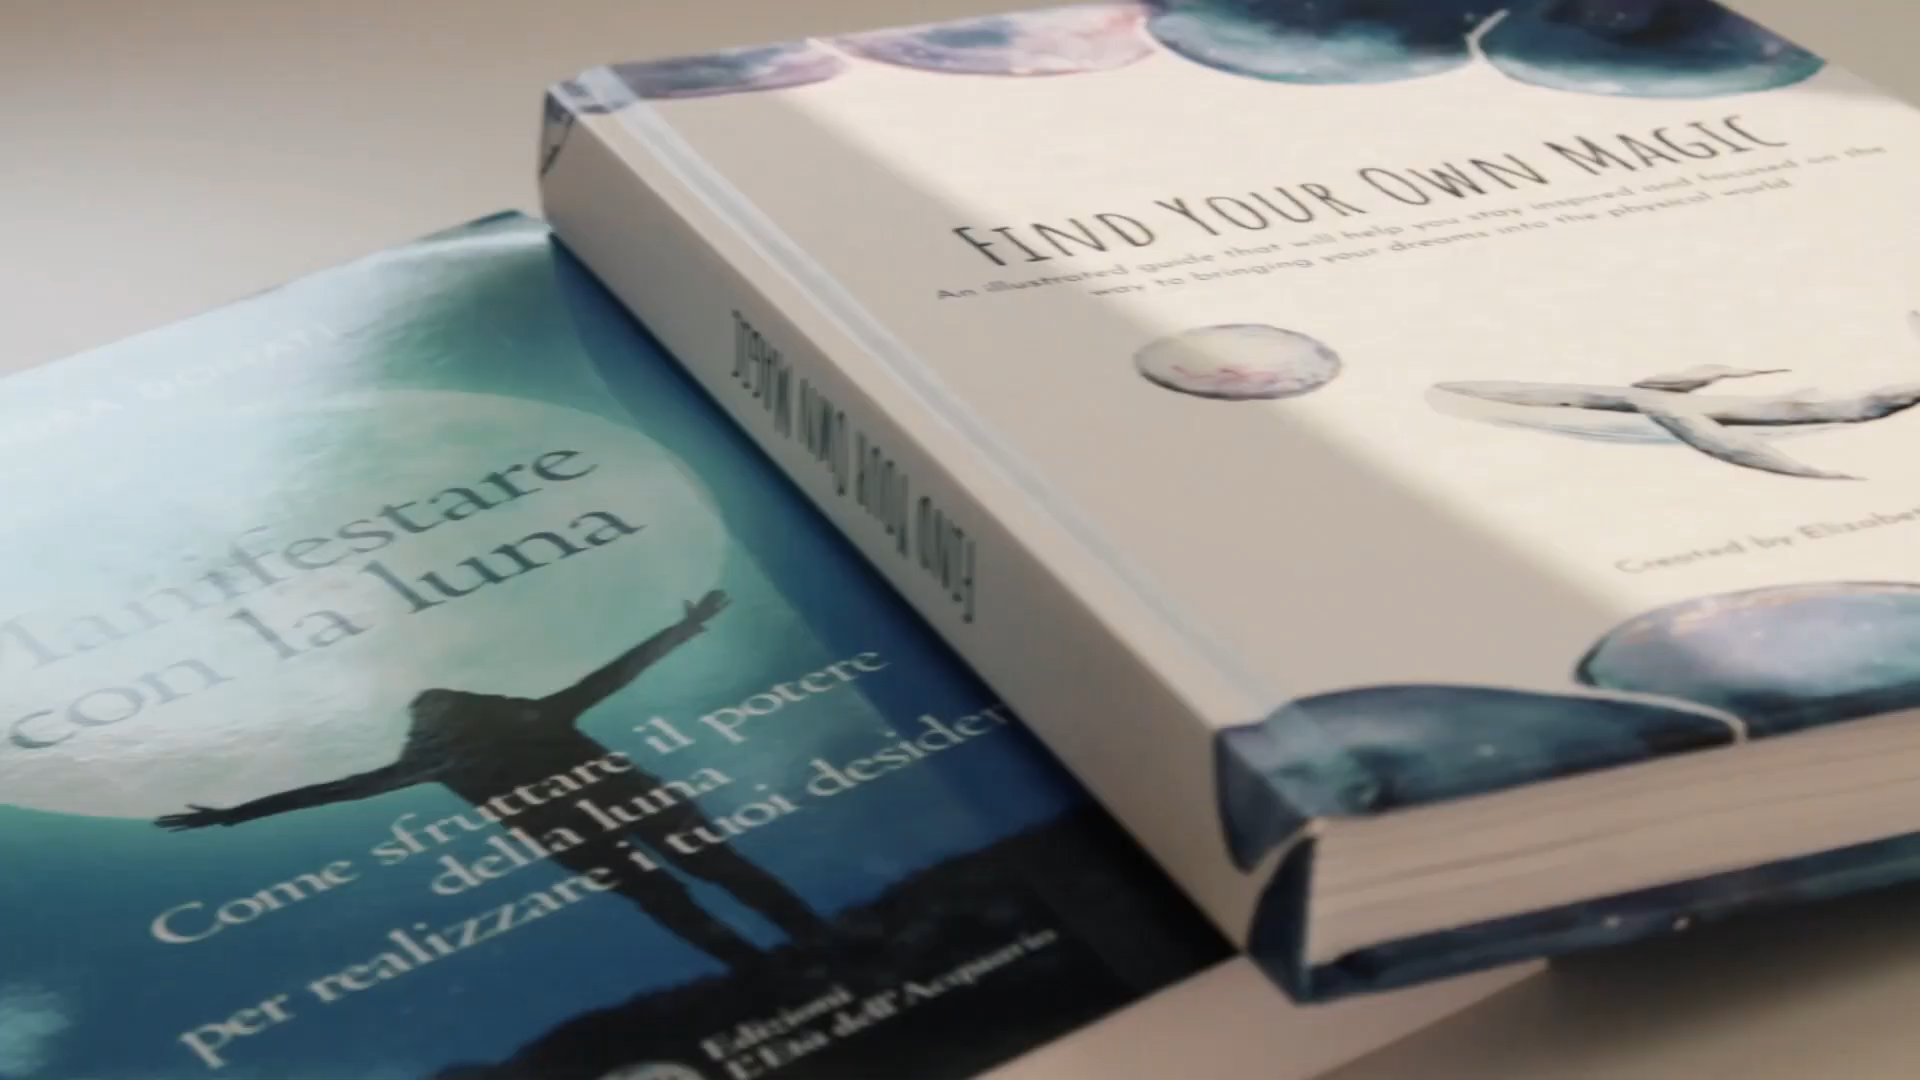 FIND YOUR OWN MAGIC
An illustrated guide that will help you stay inspired and focused on the
way to bringing your dreams into the physical world
Created by
FIND YOUR OWN MAGIC
Manifestare
con la luna
Come sfruttare il potere
della luna
per realizzare i tuoi
Edizioni
L'Età dell'Acquario